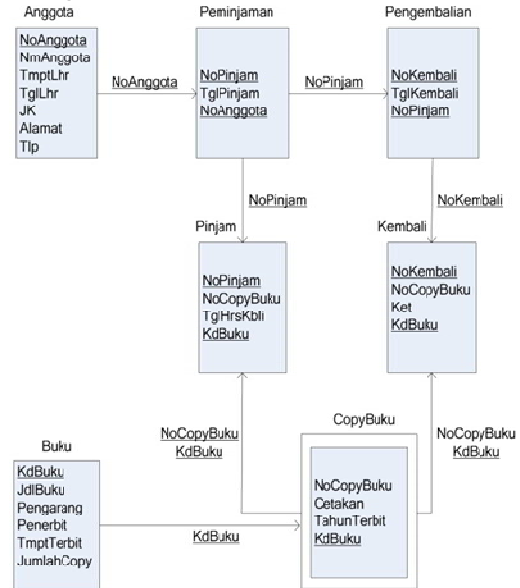 Anggota
NoAnggota
NmAnggota
TmptLhr
TglLhr
JK
Alamat
Tlp
NoAnggota
Peminjaman
NoPinjam
TglPinjam
NoAnggota
NoPinjam
Pengembalian
NoKembali
TglKembali
NoPinjam
NoPinjam
NoKembali
Pinjam
NoPinjam
NoCopyBuku
TglHrsKbli
KdBuku
Kembali
NoKembali
NoCopyBuku
Ket
KdBuku
NoCopyBuku
KdBuku
NoCopyBuku
KdBuku
Buku
KdBuku
JdlBuku
Pengarang
Penerbit
TmptTerbit
JumlahCopy
KdBuku
CopyBuku
NoCopyBuku
Cetakan
TahunTerbit
KdBuku